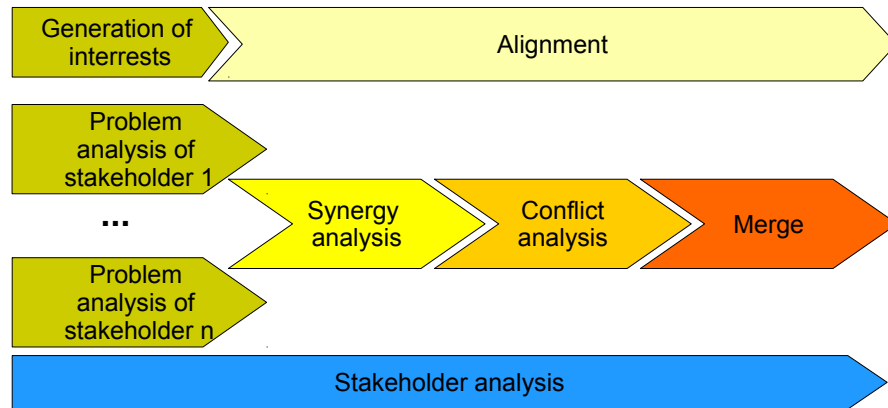 Generation of
interrests
Alignment
Problem
analysis of
stakeholder 1
...
Synergy
analysis
Conflict
analysis
Merge
Problem
analysis of
stakeholder n
Stakeholder analysis